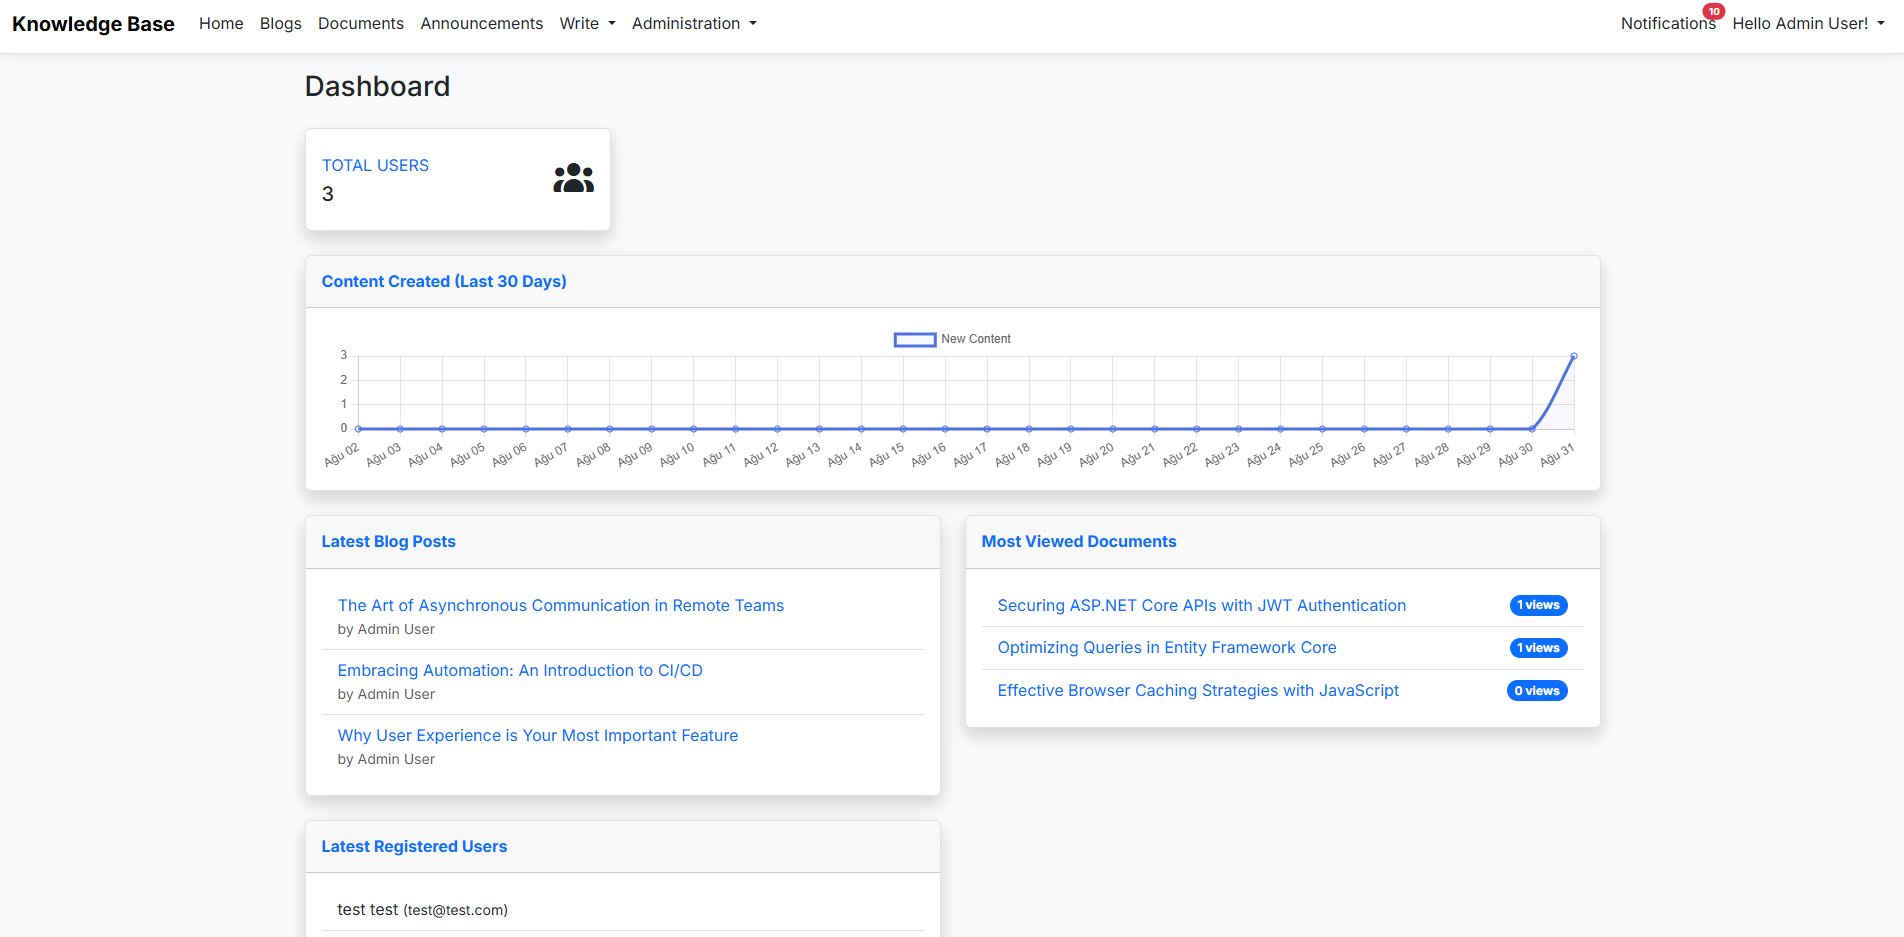 Knowledge Base Home Blogs Documents Announcements Write Administration Notifications 10 Hello Admin User!
Dashboard
TOTAL USERS
3
Content Created (Last 30 Days)
New Content
3
2
1
0
Ağu 02 Ağu 03 Ağu 04 Ağu 05 Ağu 06 Ağu 07 Ağu 08 Ağu 09 Ağu 10 Ağu 11 Ağu 12 Ağu 13 Ağu 14 Ağu 15 Ağu 16 Ağu 17 Ağu 18 Ağu 19 Ağu 20 Ağu 21 Ağu 22 Ağu 23 Ağu 24 Ağu 25 Ağu 26 Ağu 27 Ağu 28 Ağu 29 Ağu 30 Ağu 31
Latest Blog Posts
The Art of Asynchronous Communication in Remote Teams
by Admin User
Embracing Automation: An Introduction to CI/CD
by Admin User
Why User Experience is Your Most Important Feature
by Admin User
Most Viewed Documents
Securing ASP.NET Core APIs with JWT Authentication 1 views
Optimizing Queries in Entity Framework Core 1 views
Effective Browser Caching Strategies with JavaScript 0 views
Latest Registered Users
test test (test@test.com)